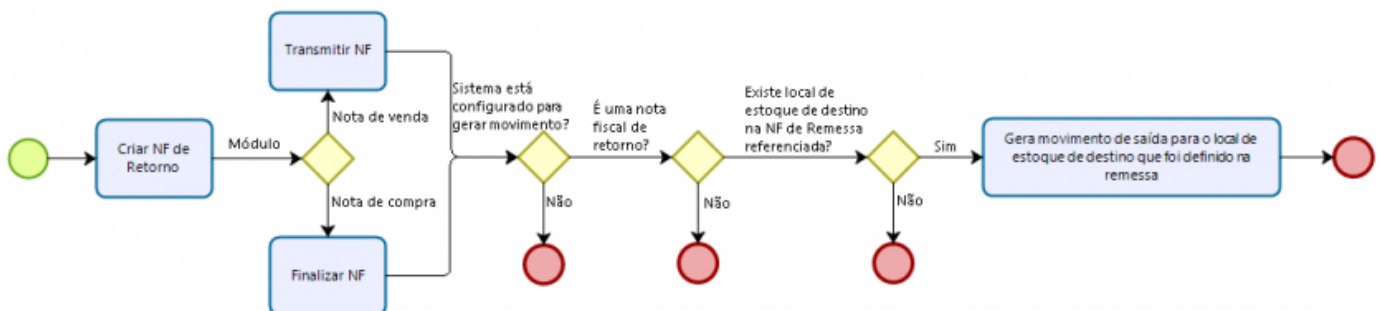 Transmitir NF
Sistema está
configurado para
gerar movimento?
É uma nota
fiscal de
retorno?
Existe local de
estoque de destino
na NF de Remessa
referenciada?
Nota de venda
Criar NF de
Retorno
Módulo
Sim
Gera movimento de saída para o local de
estoque de destino que foi definido na
remessa
Nota de compra
Não
Não
Não
Finalizar NF